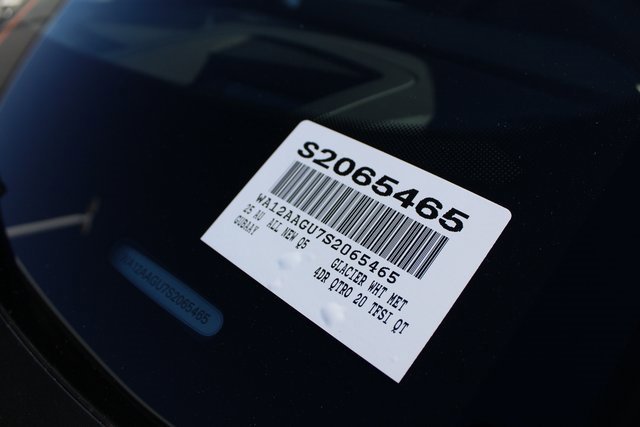 S2065465
WA12AAGU7S2065465
25 AU ALL NEW Q5 GLACIER WHT MET
GUBAAY 4DR QTRO 20 TFSI QT
WA12AAGU7S2065465